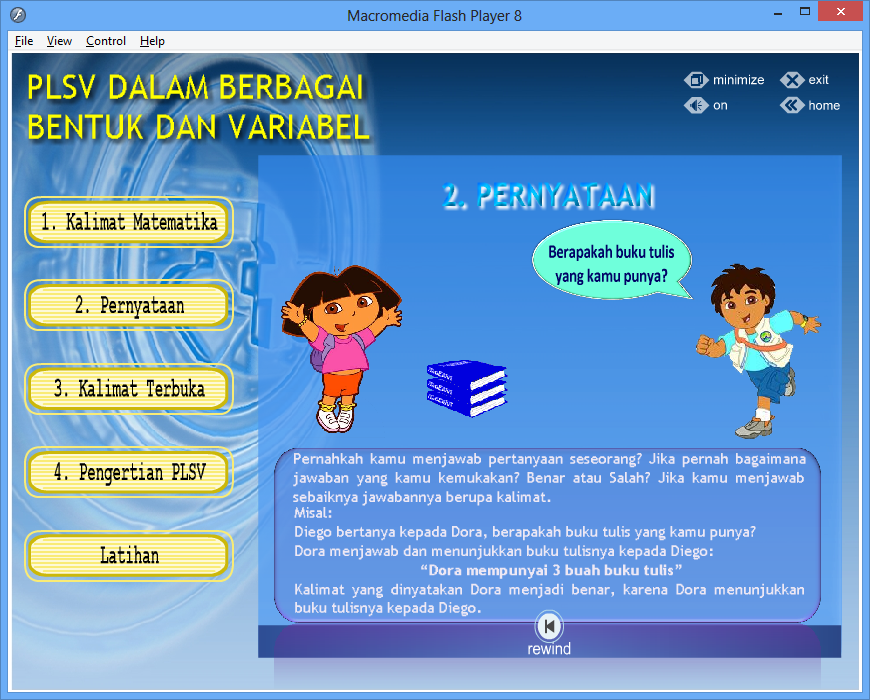 Macromedia Flash Player 8
File View Control Help
PLSV DALAM BERBAGAI
BENTUK DAN VARIABEL
minimize exit
on home
1. Kalimat Matematika
2. Pernyataan
3. Kalimat Terbuka
4. Pengertian PLSV
Latihan
2. PERNYATAAN
Berapakah buku tulis
yang kamu punya?
Pernahkah kamu menjawab pertanyaan seseorang? Jika pernah bagaimana
jawaban yang kamu kemukakan? Benar atau Salah? Jika kamu menjawab
sebaiknya jawabannya berupa kalimat.
Misal:
Diego bertanya kepada Dora, berapakah buku tulis yang kamu punya?
Dora menjawab dan menunjukkan buku tulisnya kepada Diego:
“Dora mempunyai 3 buah buku tulis”
Kalimat yang dinyatakan Dora menjadi benar, karena Dora menunjukkan
buku tulisnya kepada Diego.
rewind